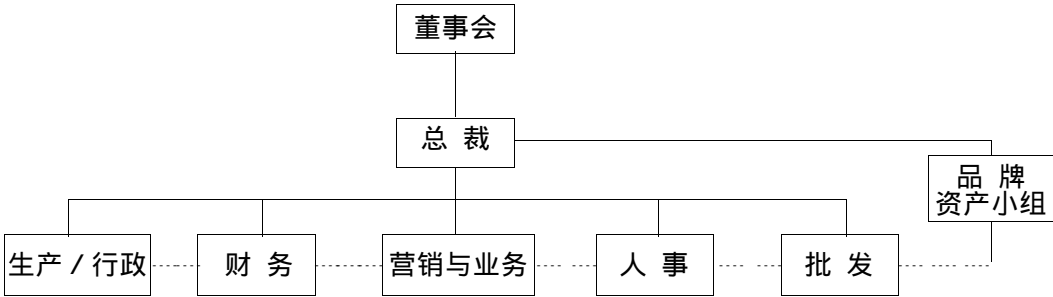 董事会
总 裁
品 牌
资产小组
生产 / 行政
财 务
营销与业务
人 事
批 发